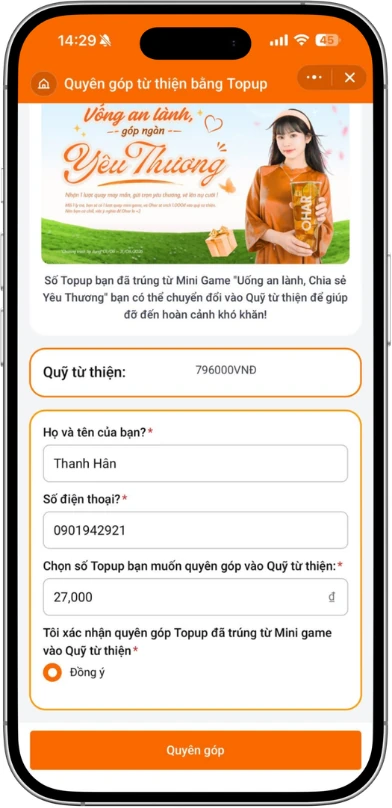 14:29
45
Quyên góp từ thiện bằng Topup
Uống an lành,
góp ngàn
Yêu Thương
OHAR
Số Topup bạn đã trúng từ Mini Game "Uống an lành, Chia sẻ
Yêu Thương" bạn có thể chuyển đổi vào Quỹ từ thiện để giúp
đỡ đến hoàn cảnh khó khăn!
Quỹ từ thiện: 796000VNĐ
Họ và tên của bạn?*
Thanh Hân
Số điện thoại?*
0901942921
Chọn số Topup bạn muốn quyên góp vào Quỹ từ thiện:*
27,000 đ
Tôi xác nhận quyên góp Topup đã trúng từ Mini game
vào Quỹ từ thiện*
Đồng ý
Quyên góp